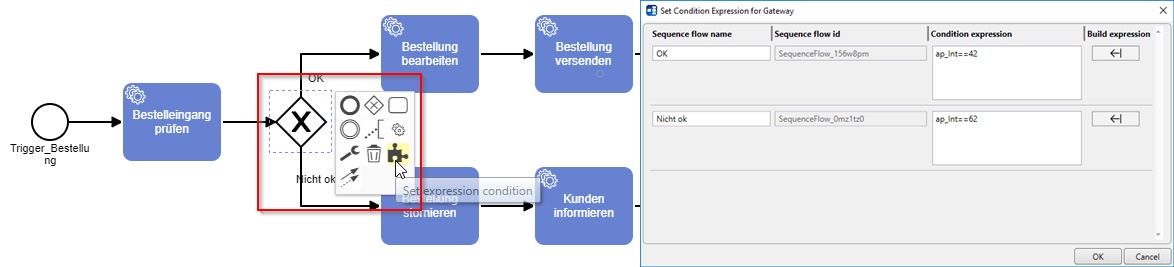 Bestellung
bearbeiten
Bestellung
versenden
OK
Bestelleingang
prüfen
X
Trigger_Bestellu
ng
Nicht ok
Set expression condition
Bestellung
stornieren
Kunden
informieren
Set Condition Expression for Gateway
Sequence flow name Sequence flow id Condition expression Build expression
OK SequenceFlow_156w8pm ap_Int==42
Nicht ok SequenceFlow_0mz1tz0 ap_Int==62
OK Cancel